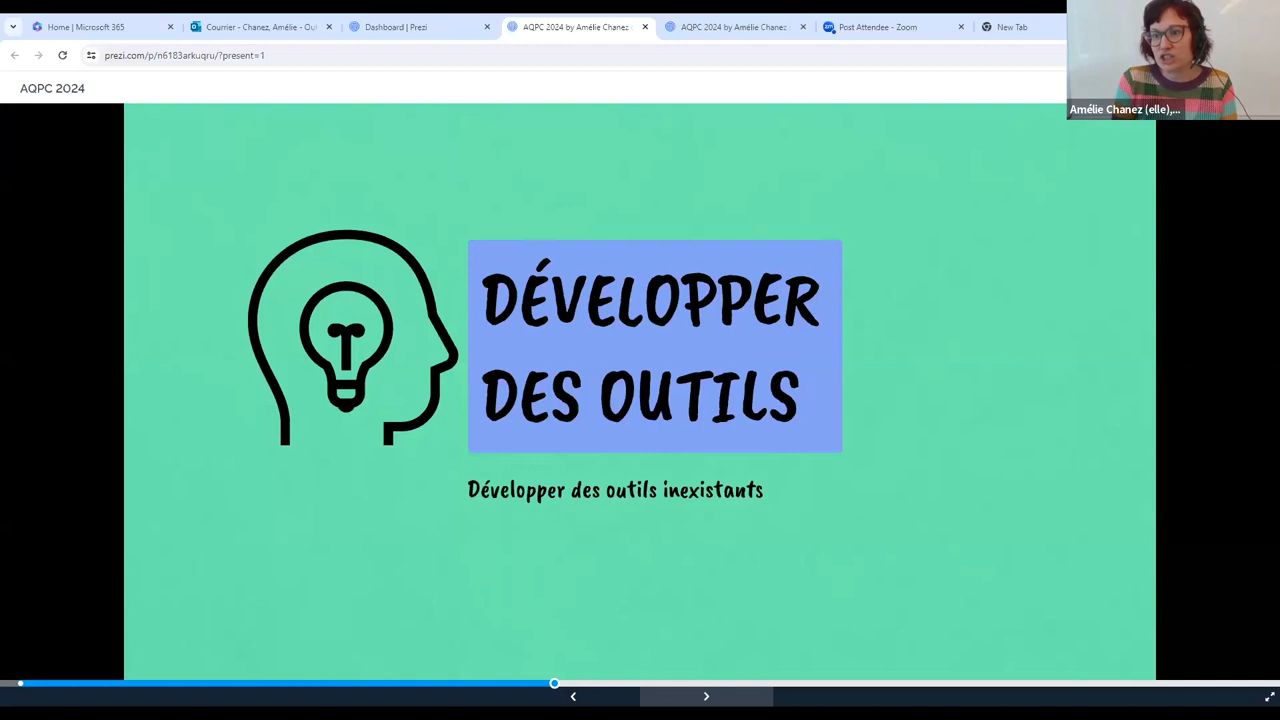 Home | Microsoft 365
Courrier - Chanez, Amélie - Ou
Dashboard | Prezi
AQPC 2024 by Amélie Chanez
AQPC 2024 by Amélie Chanez
Post Attendee - Zoom
New Tab
prezi.com/p/n6183arkuqru/?present=1
AQPC 2024
Amélie Chanez (elle),...
DÉVELOPPER
DES OUTILS
Développer des outils inexistants